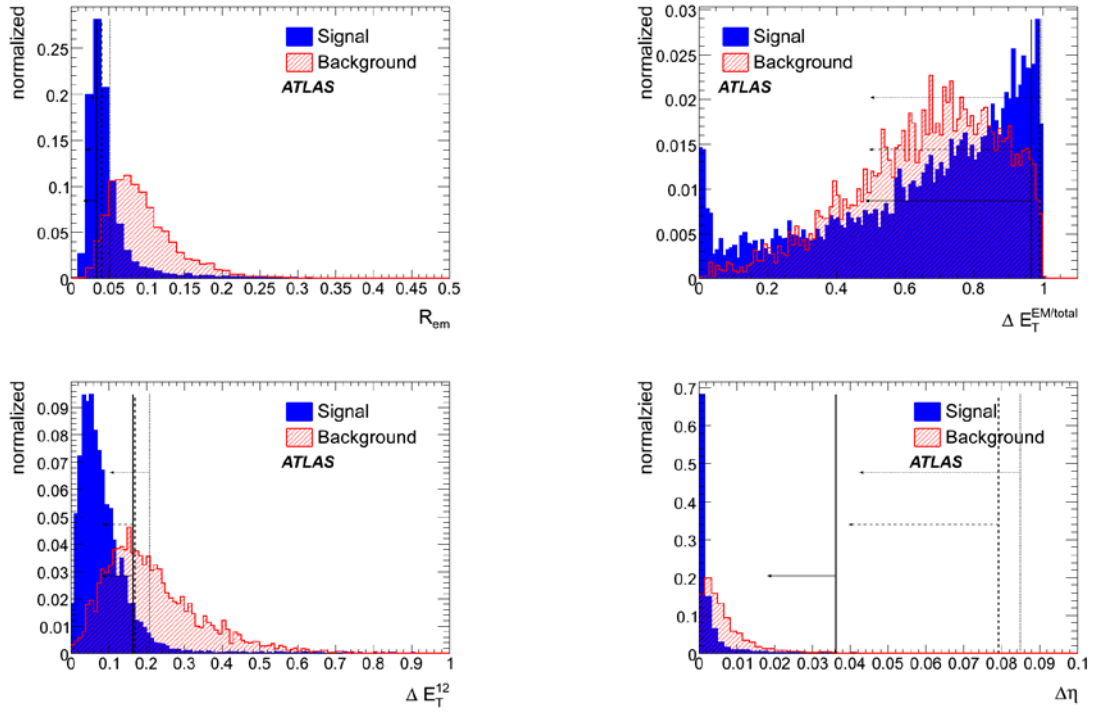 normalized
0.25
0.2
0.15
0.1
0.05
0
Signal
Background
ATLAS
0 0.05 0.1 0.15 0.2 0.25 0.3 0.35 0.4 0.45 0.5
R_em
normalized
0.03
0.025
0.02
0.015
0.01
0.005
0
Signal
Background
ATLAS
0 0.2 0.4 0.6 0.8 1
Δ E_T^EM/total
normalized
0.09
0.08
0.07
0.06
0.05
0.04
0.03
0.02
0.01
0
Signal
Background
ATLAS
0 0.1 0.2 0.3 0.4 0.5 0.6 0.7 0.8 0.9 1
Δ E_T^12
normalzied
0.7
0.6
0.5
0.4
0.3
0.2
0.1
0
Signal
Background
ATLAS
0 0.01 0.02 0.03 0.04 0.05 0.06 0.07 0.08 0.09 0.1
Δη